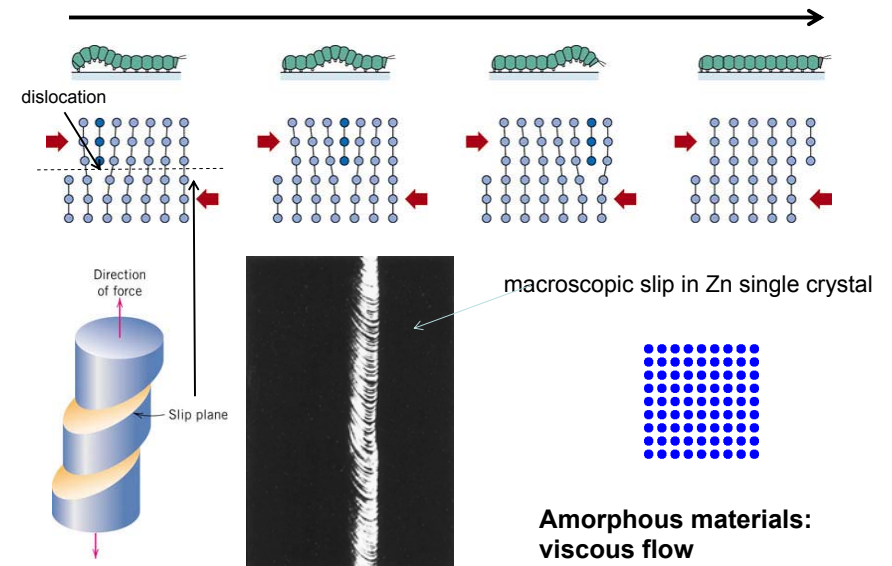 dislocation
Direction
of force
macroscopic slip in Zn single crystal
Slip plane
Amorphous materials:
viscous flow